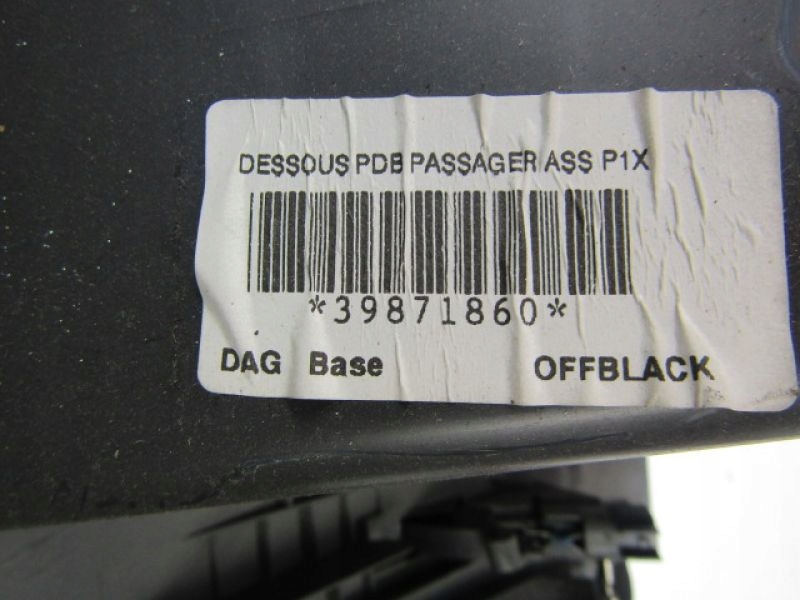 DESSOUS PDB PASSAGER ASS P1X
*39871860*
DAG Base OFFBLACK